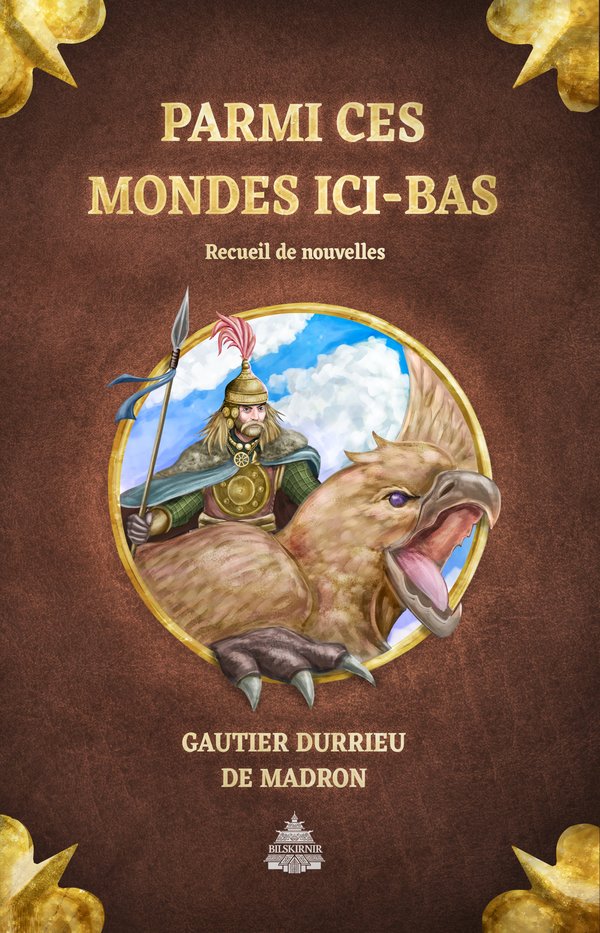 PARMI CES
MONDES ICI-BAS
Recueil de nouvelles
GAUTIER DURRIEU
DE MADRON
BILSKIRNIR